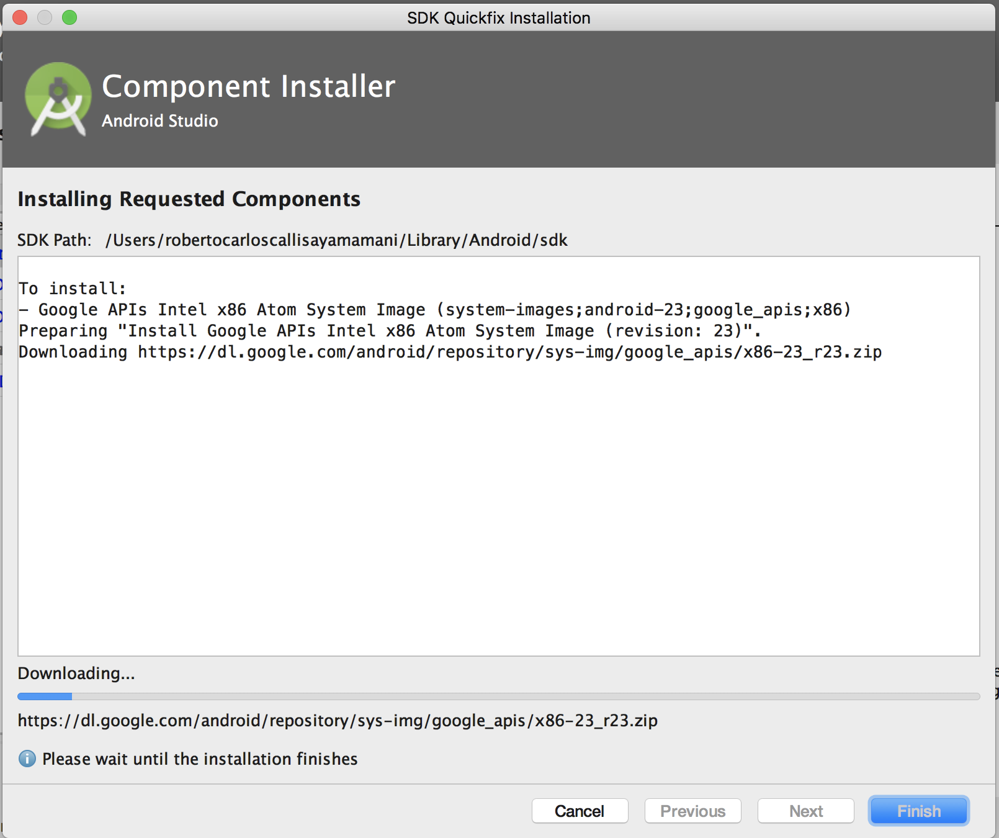 SDK Quickfix Installation
Component Installer
Android Studio
Installing Requested Components
SDK Path: /Users/robertocarloscallisayamamani/Library/Android/sdk
To install:
- Google APIs Intel x86 Atom System Image (system-images;android-23;google_apis;x86)
Preparing "Install Google APIs Intel x86 Atom System Image (revision: 23)".
Downloading https://dl.google.com/android/repository/sys-img/google_apis/x86-23_r23.zip
Downloading...
https://dl.google.com/android/repository/sys-img/google_apis/x86-23_r23.zip
Please wait until the installation finishes
Cancel Previous Next Finish